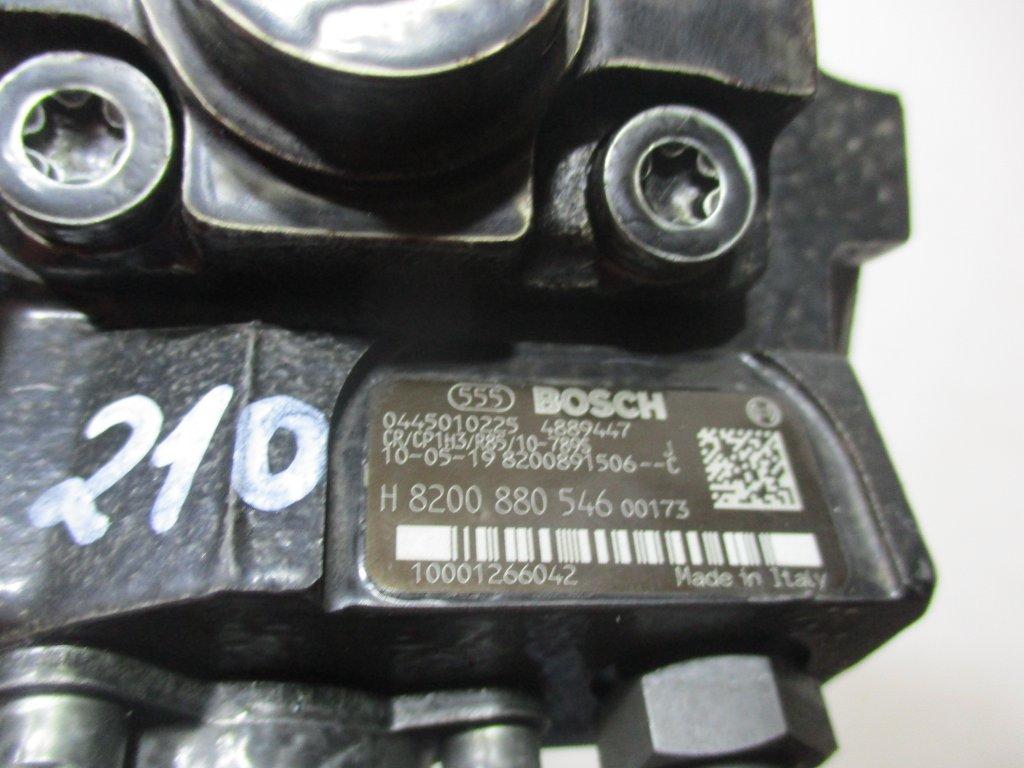 210
555 BOSCH
0445010225 4889447
CR/CP1H3/R85/10-789S
10-05-19 8200891506--C
H 8200 880 546 00173
10001266042 Made in Italy